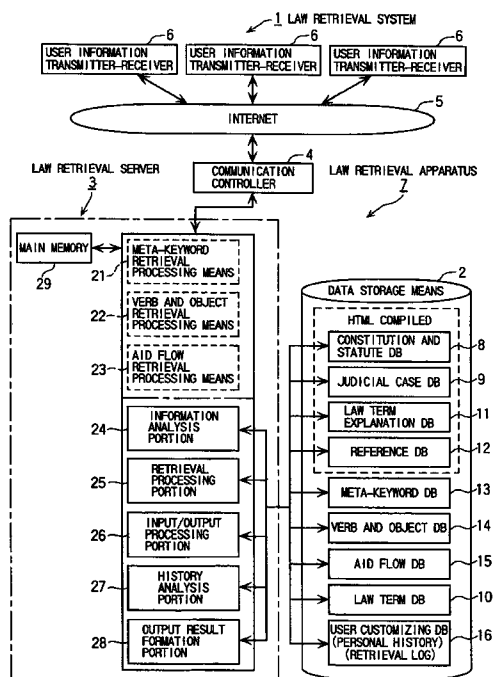 1 LAW RETRIEVAL SYSTEM
6
6
6
USER INFORMATION
TRANSMITTER-RECEIVER
USER INFORMATION
TRANSMITTER-RECEIVER
USER INFORMATION
TRANSMITTER-RECEIVER
5
INTERNET
4
COMMUNICATION
CONTROLLER
LAW RETRIEVAL SERVER
3
LAW RETRIEVAL APPARATUS
7
MAIN MEMORY
29
META-KEYWORD
RETRIEVAL
PROCESSING MEANS
21
VERB AND OBJECT
RETRIEVAL
PROCESSING MEANS
22
AID FLOW
RETRIEVAL
PROCESSING MEANS
23
INFORMATION
ANALYSIS
PORTION
24
RETRIEVAL
PROCESSING
PORTION
25
INPUT/OUTPUT
PROCESSING
PORTION
26
HISTORY
ANALYSIS
PORTION
27
OUTPUT RESULT
FORMATION
PORTION
28
2
DATA STORAGE MEANS
HTML COMPILED
CONSTITUTION AND
STATUTE DB
8
JUDICIAL CASE DB
9
LAW TERM
EXPLANATION DB
11
REFERENCE DB
12
META-KEYWORD DB
13
VERB AND OBJECT DB
14
AID FLOW DB
15
LAW TERM DB
10
USER CUSTOMIZING DB
(PERSONAL HISTORY)
(RETRIEVAL LOG)
16